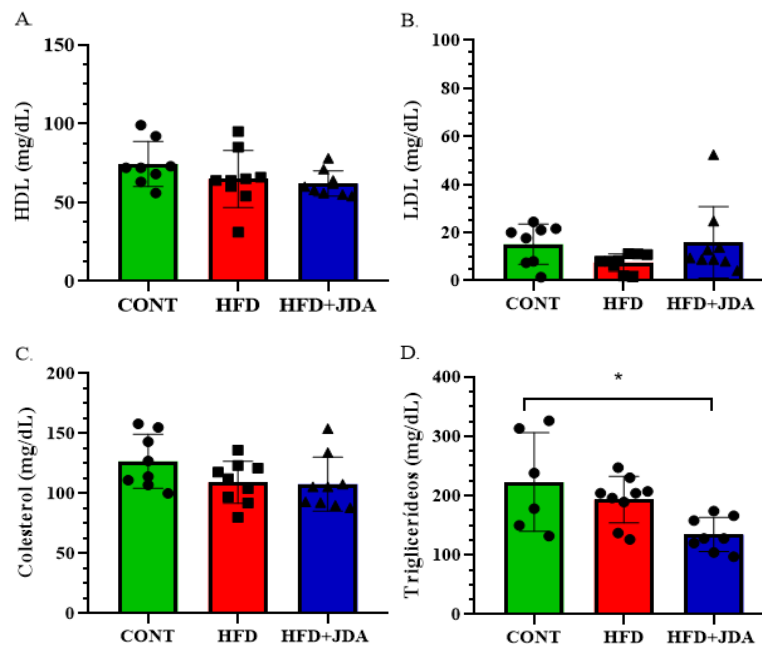 A.
HDL (mg/dL)
150
100
50
0
CONT HFD HFD+JDA
B.
LDL (mg/dL)
100
80
60
40
20
0
CONT HFD HFD+JDA
C.
Colesterol (mg/dL)
200
150
100
50
0
CONT HFD HFD+JDA
D.
Triglicerídeos (mg/dL)
400
300
200
100
0
*
CONT HFD HFD+JDA